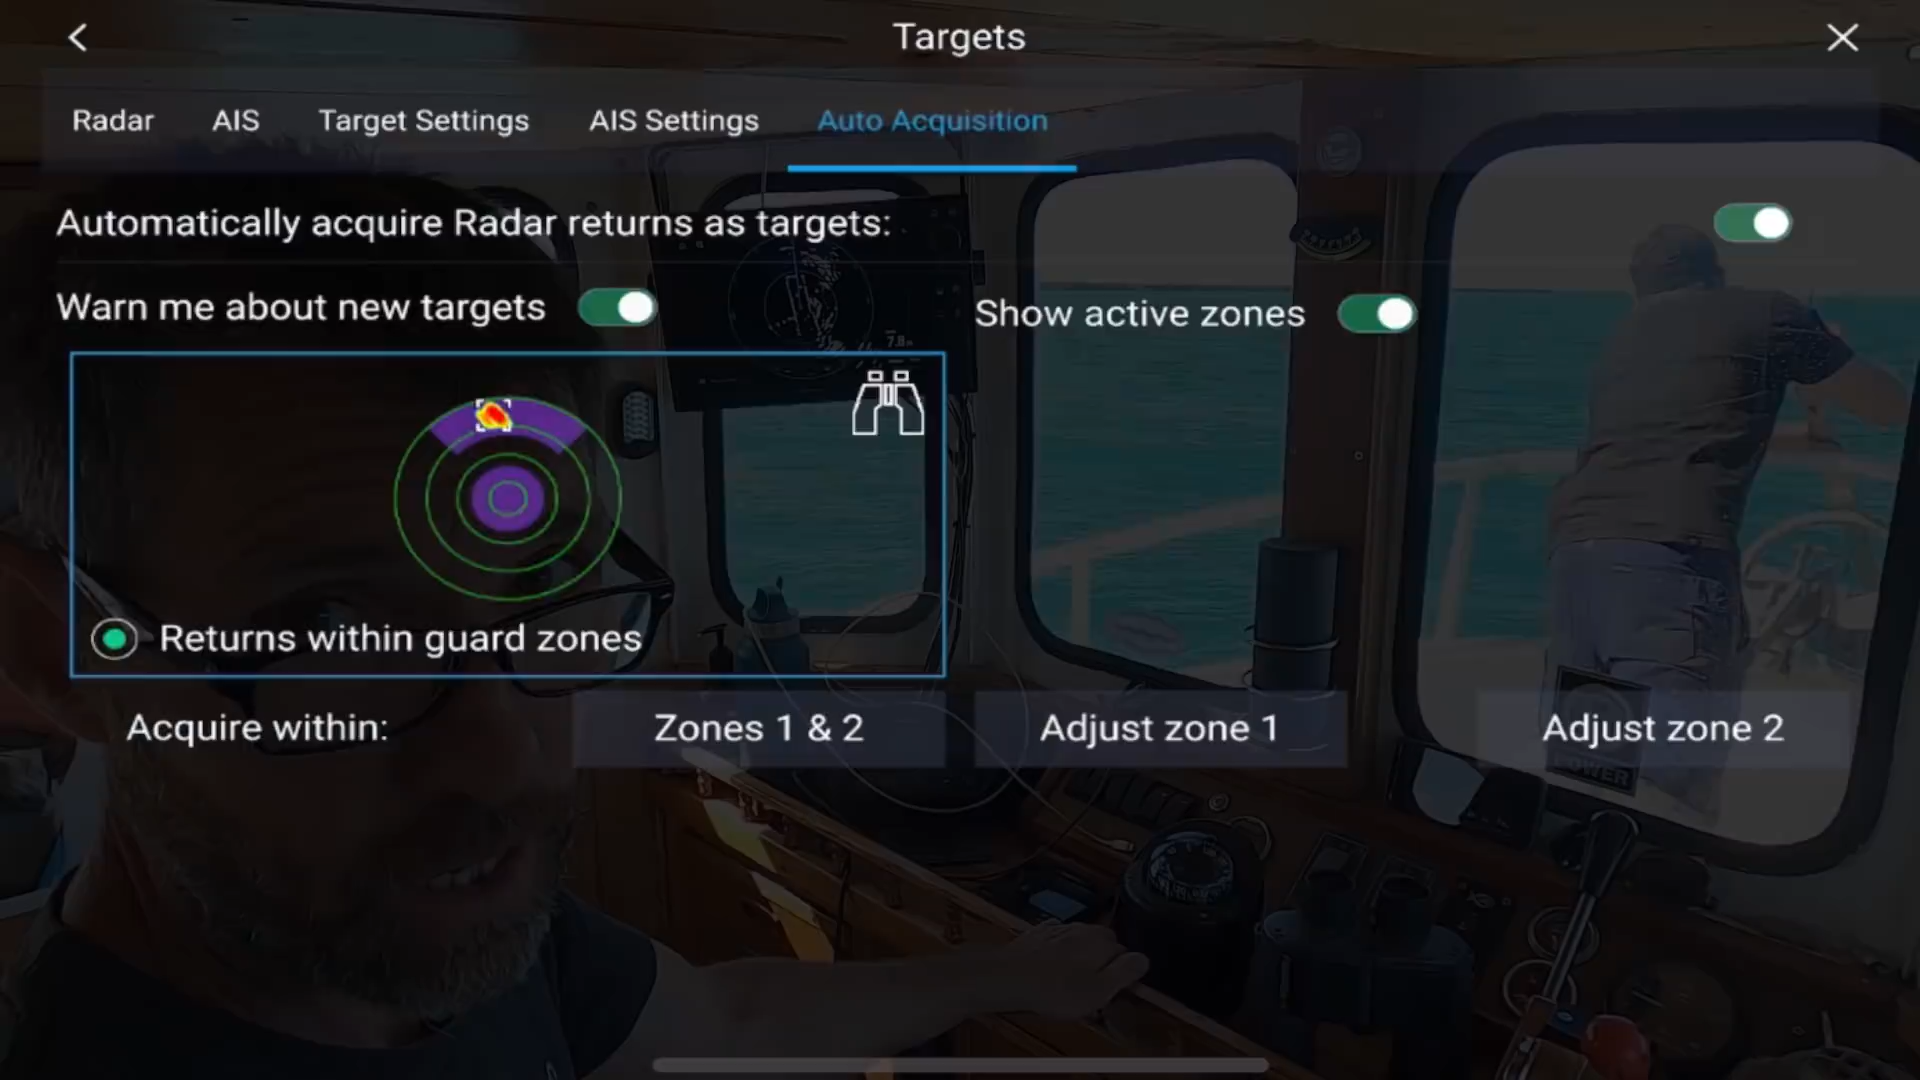 Targets
Radar AIS Target Settings AIS Settings Auto Acquisition
Automatically acquire Radar returns as targets:
Warn me about new targets Show active zones
Returns within guard zones
Acquire within: Zones 1 & 2 Adjust zone 1 Adjust zone 2